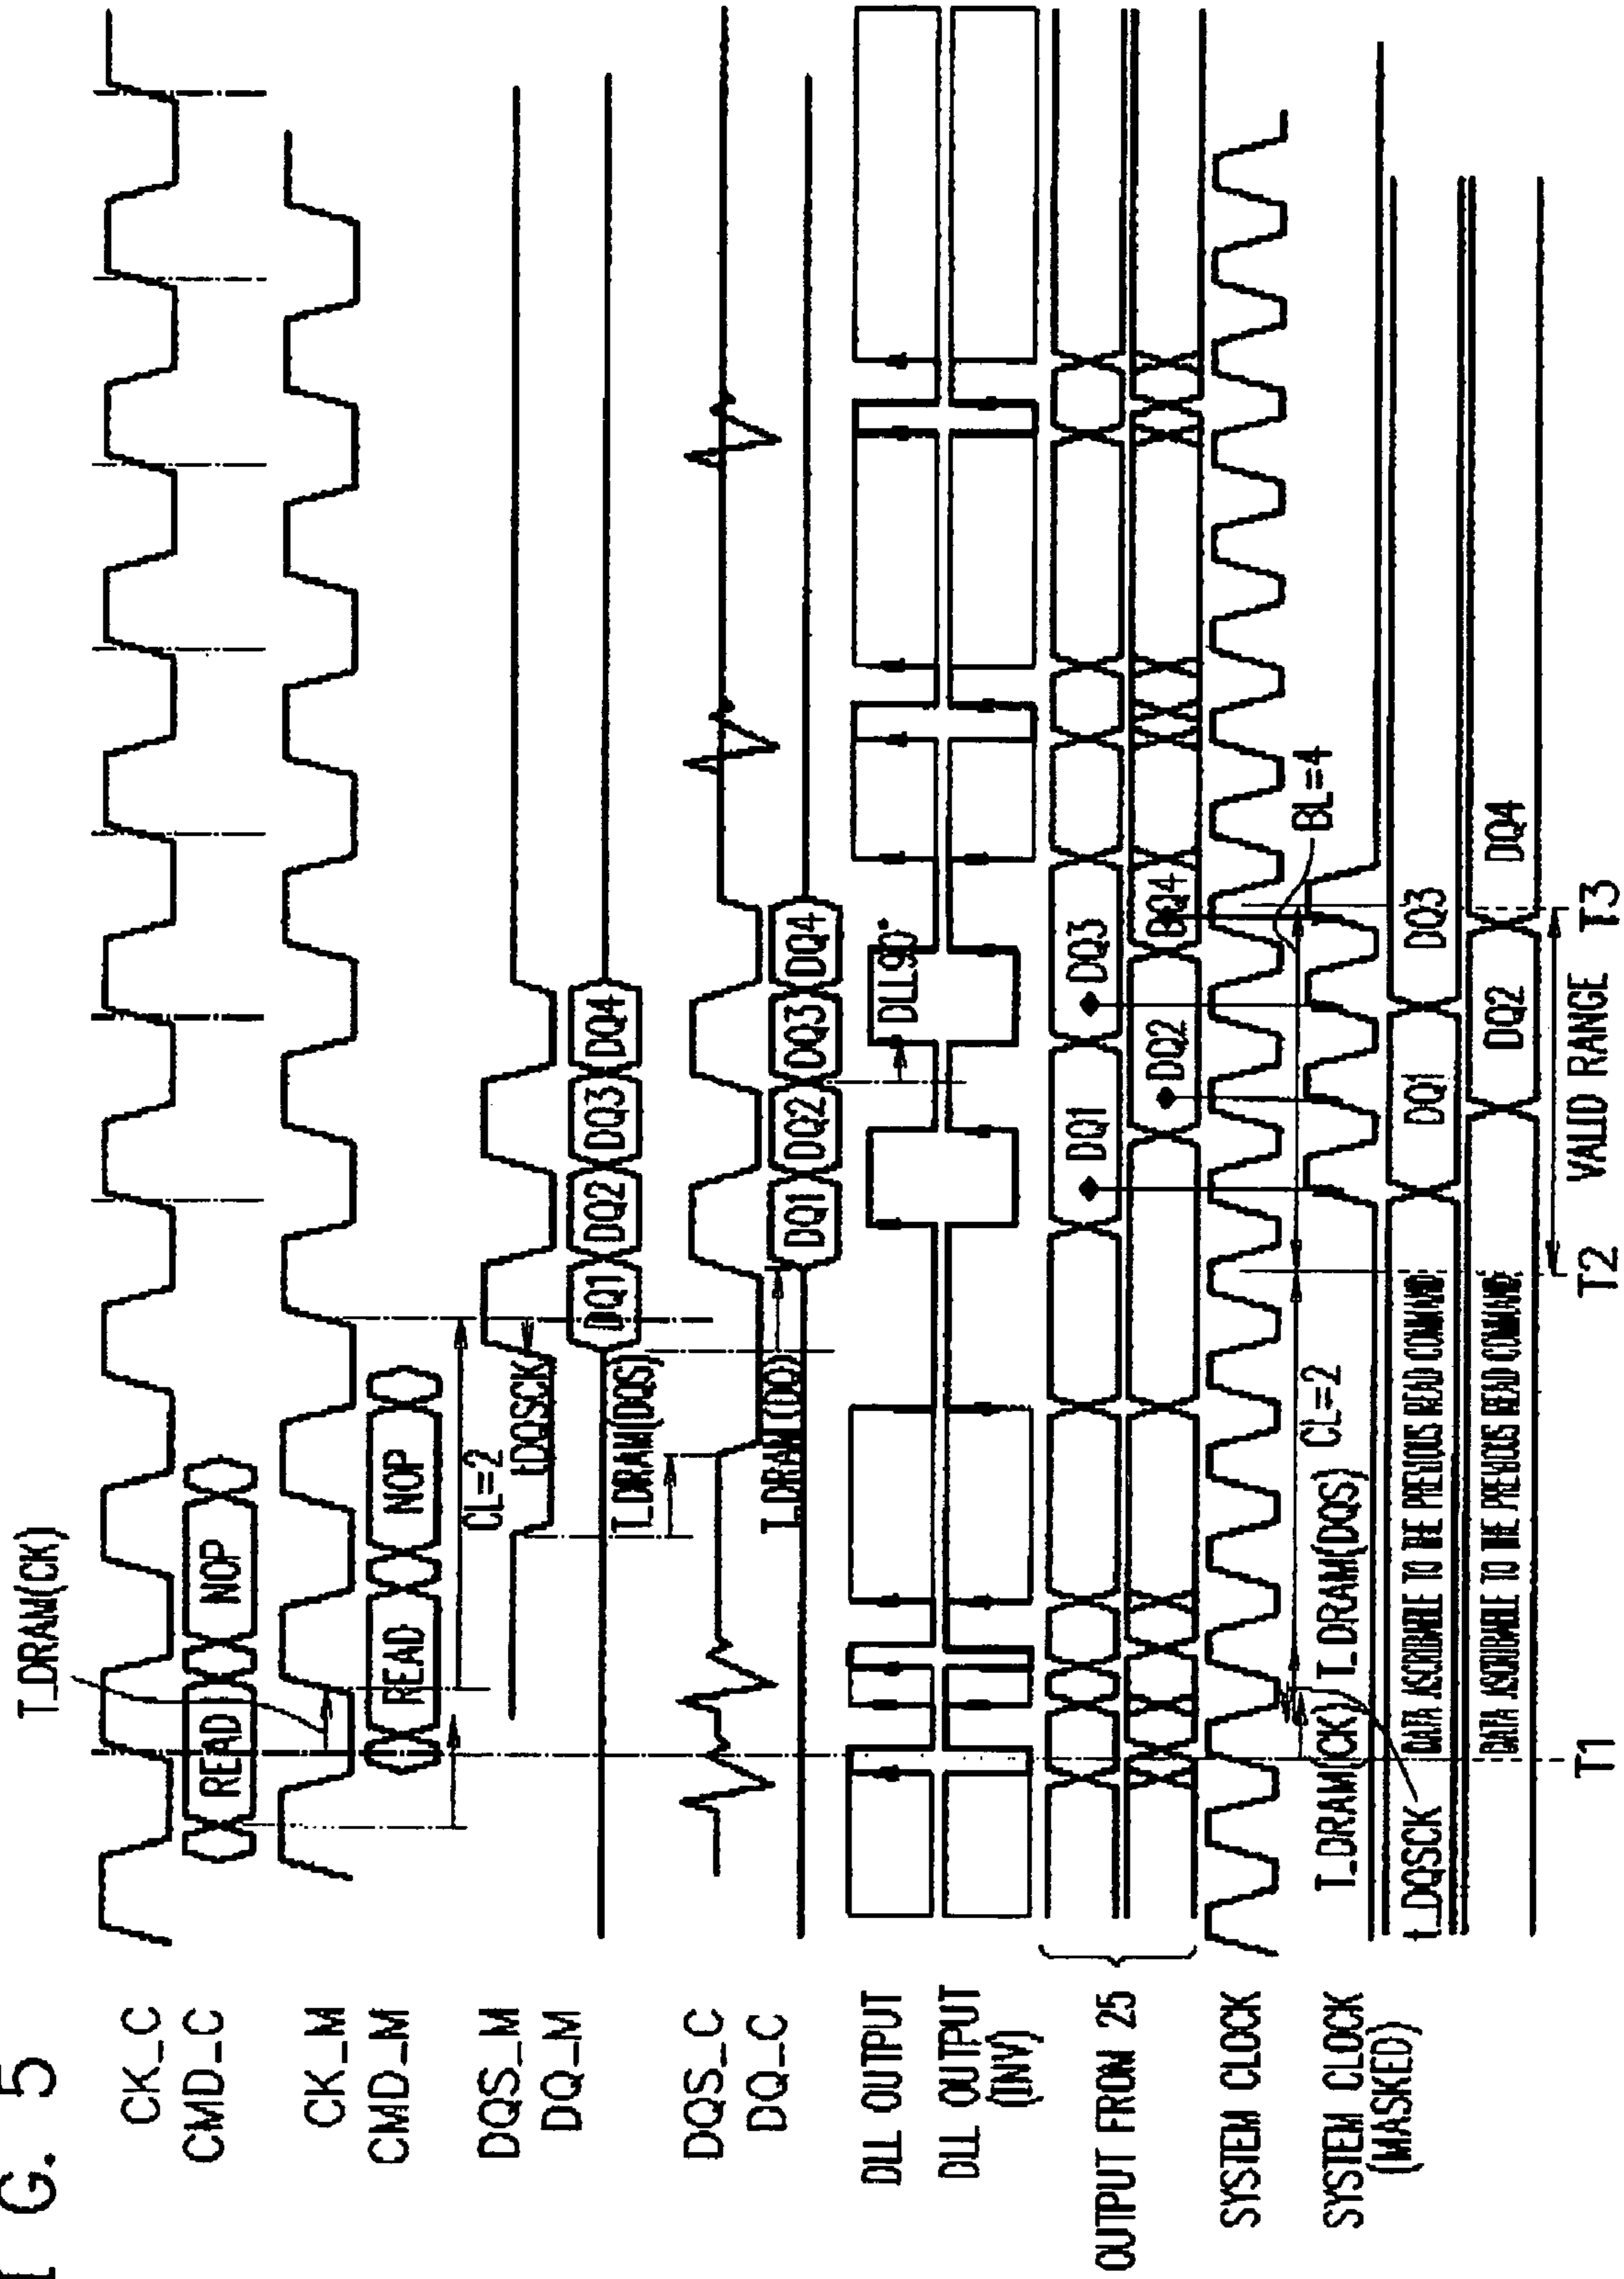 I G. 5
T_DRAM(CK)
CK_C
CMD_C
READ
NOP
CK_M
CMD_M
READ
NOP
CL=2
tDQSCK
DQS_M
DQ_M
DQ1
DQ2
DQ3
DQ4
T_DRAM(DQS)
T_DRAM(DQ)
DQS_C
DQ_C
DQ1
DQ2
DQ3
DQ4
DLL OUTPUT
DLL 90°
DLL OUTPUT
(INV)
OUTPUT FROM 25
DQ1
DQ3
DQ2
DQ4
SYSTEM CLOCK
BL=4
CL=2
T_DRAM(CK)
T_DRAM(DQS)
SYSTEM CLOCK
(MASKED)
t_DQSCK
DATA ASCRIBABLE TO THE PREVIOUS READ COMMAND
DQ1
DQ3
DATA ASCRIBABLE TO THE PREVIOUS READ COMMAND
DQ2
DQ4
VALID RANGE
T1
T2
T3